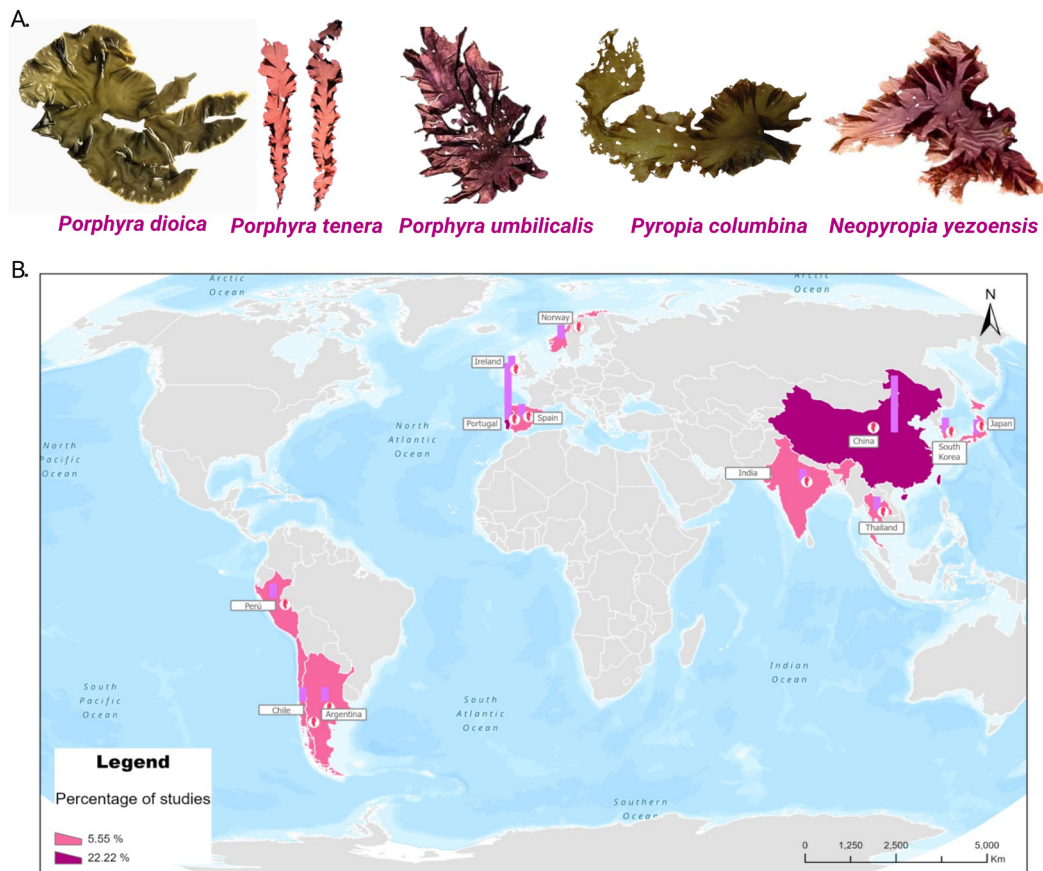 A.
Porphyra dioica
Porphyra tenera
Porphyra umbilicalis
Pyropia columbina
Neopyropia yezoensis
B.
Arctic
Ocean
Arctic
Ocean
N
Norway
Ireland
Portugal
Spain
North
Atlantic
Ocean
North
Pacific
Ocean
China
South
Korea
Japan
India
Thailand
Perú
Chile
Argentina
South
Pacific
Ocean
South
Atlantic
Ocean
Indian
Ocean
Southern
Ocean
Legend
Percentage of studies
5.55 %
22.22 %
0 1,250 2,500 5,000
Km